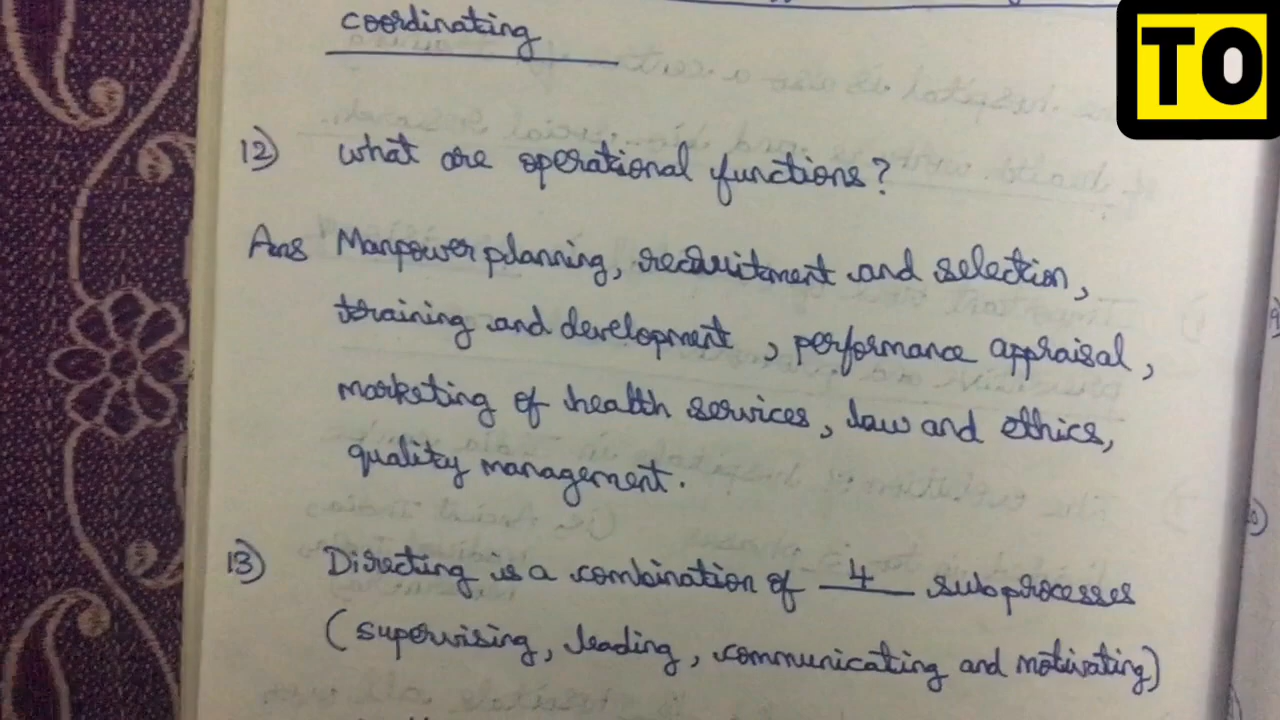 coordinating
TO
12) what are operational functions?
Ans Manpower planning, recruitment and selection,
training and development, performance appraisal,
marketing of health services, law and ethics,
quality management.
13) Directing is a combination of 4 subprocesses
(supervising, leading, communicating and motivating)